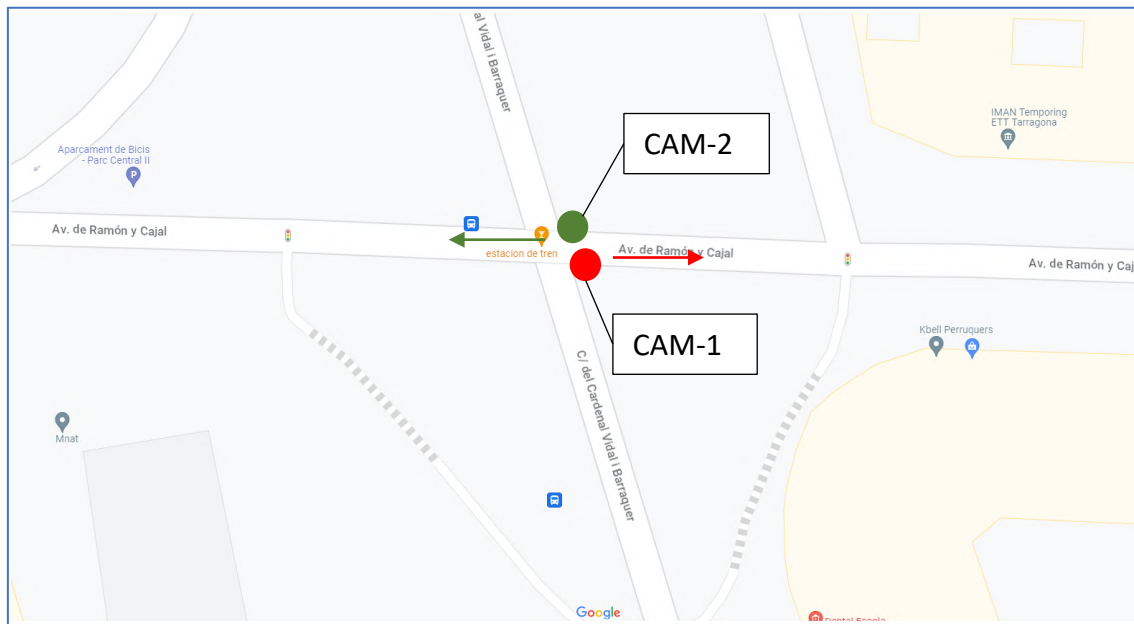 al Vidal i Barraquer
IMAN Temporing
ETT Tarragona
CAM-2
Aparcament de Bicis
- Parc Central II
P
Av. de Ramón y Cajal
estacion de tren
Av. de Ramón y Cajal
Av. de Ramón y Caj
CAM-1
Kbell Perruquers
C/ del Cardenal Vidal i Barraquer
Mnat
Google
Dental Escola